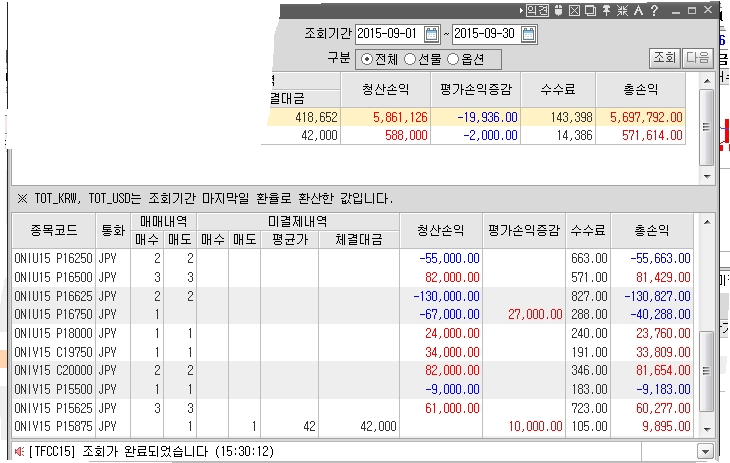 의견
조회기간 2015-09-01 ~ 2015-09-30
구분 전체 선물 옵션 조회 다음
결대금 청산손익 평가손익증감 수수료 총손익
418,652 5,861,126 -19,936.00 143,398 5,697,792.00
42,000 588,000 -2,000.00 14,386 571,614.00
※ TOT_KRW, TOT_USD는 조회기간 마지막일 환율로 환산한 값입니다.
종목코드 통화 매매내역 미결제내역 청산손익 평가손익증감 수수료 총손익
매수 매도 매수 매도 평균가 체결대금
ONIU15 P16250 JPY 2 2 -55,000.00 663.00 -55,663.00
ONIU15 P16500 JPY 3 3 82,000.00 571.00 81,429.00
ONIU15 P16625 JPY 2 2 -130,000.00 827.00 -130,827.00
ONIU15 P16750 JPY 1 -67,000.00 27,000.00 288.00 -40,288.00
ONIV15 P18000 JPY 1 1 24,000.00 240.00 23,760.00
ONIY15 C19750 JPY 1 1 34,000.00 191.00 33,809.00
ONIV15 C20000 JPY 2 2 82,000.00 346.00 81,654.00
ONIV15 P15500 JPY 1 1 -9,000.00 183.00 -9,183.00
ONIV15 P15625 JPY 3 3 61,000.00 723.00 60,277.00
ONIV15 P15875 JPY 1 1 42 42,000 10,000.00 105.00 9,895.00
[TFCC15] 조회가 완료되었습니다 (15:30:12)